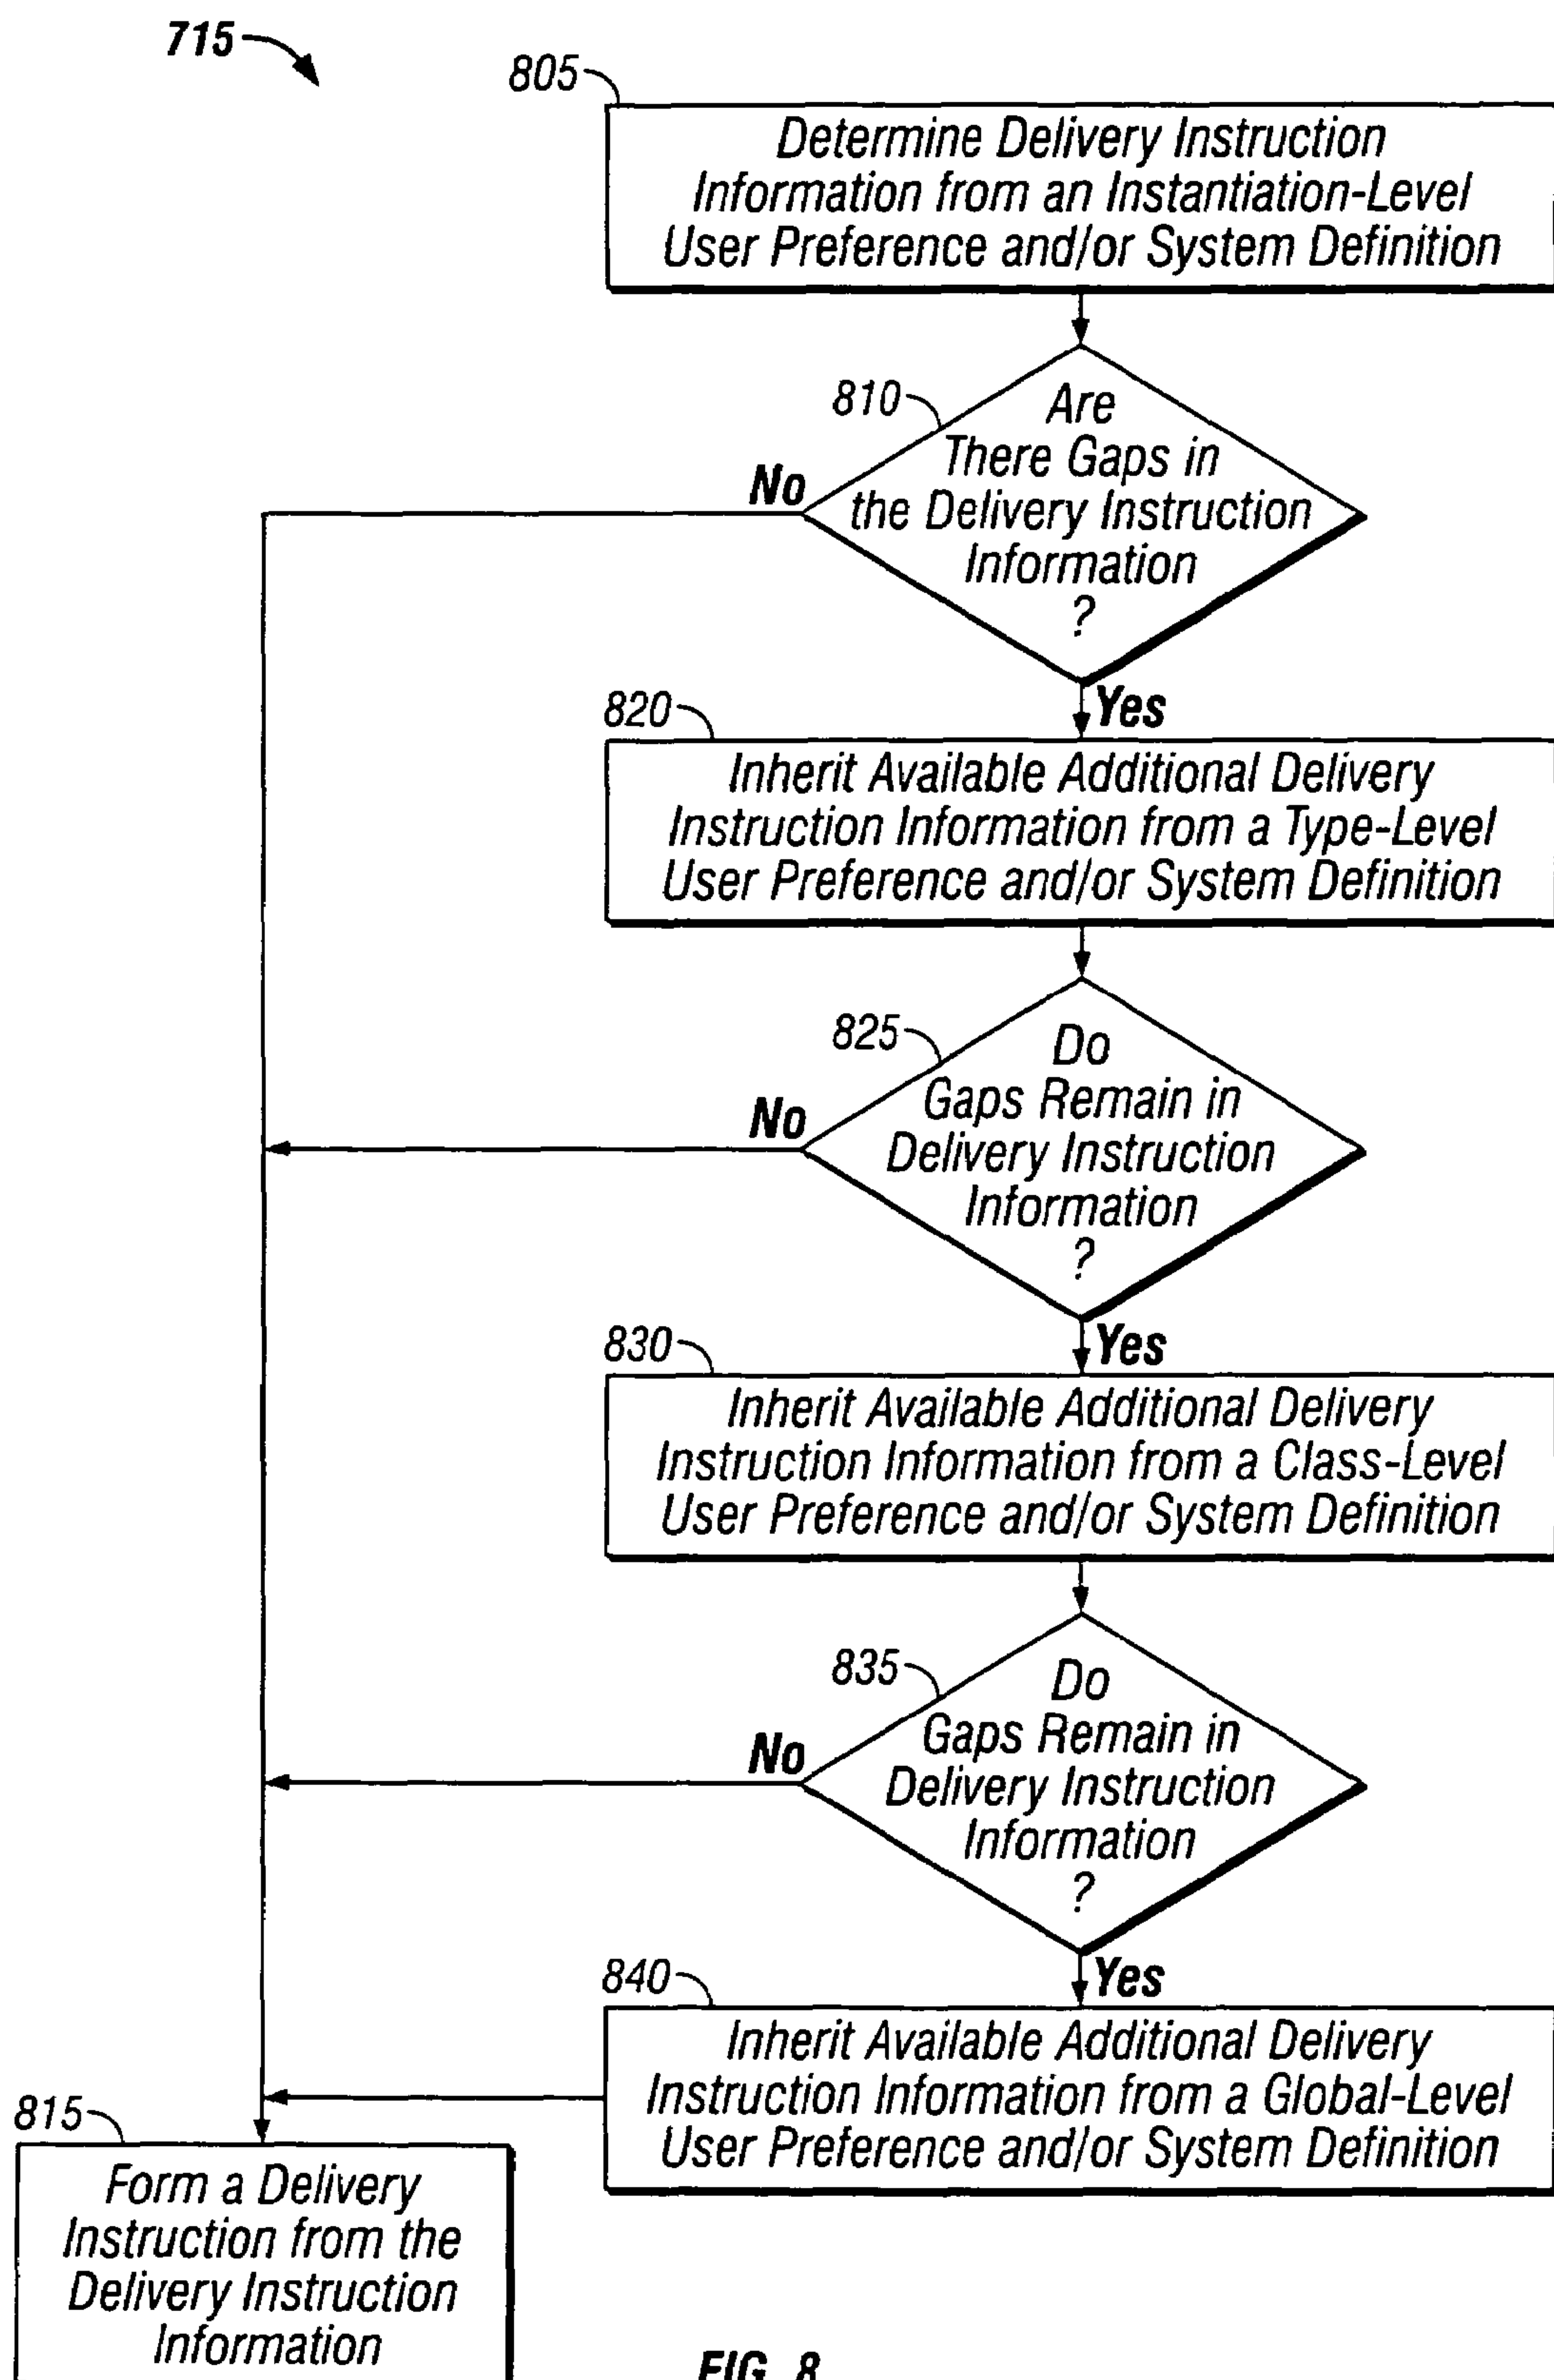 715
805
Determine Delivery Instruction
Information from an Instantiation-Level
User Preference and/or System Definition
810
Are
There Gaps in
the Delivery Instruction
Information
?
No
Yes
820
Inherit Available Additional Delivery
Instruction Information from a Type-Level
User Preference and/or System Definition
825
Do
Gaps Remain in
Delivery Instruction
Information
?
No
Yes
830
Inherit Available Additional Delivery
Instruction Information from a Class-Level
User Preference and/or System Definition
835
Do
Gaps Remain in
Delivery Instruction
Information
?
No
Yes
840
Inherit Available Additional Delivery
Instruction Information from a Global-Level
User Preference and/or System Definition
815
Form a Delivery
Instruction from the
Delivery Instruction
Information
FIG. 8